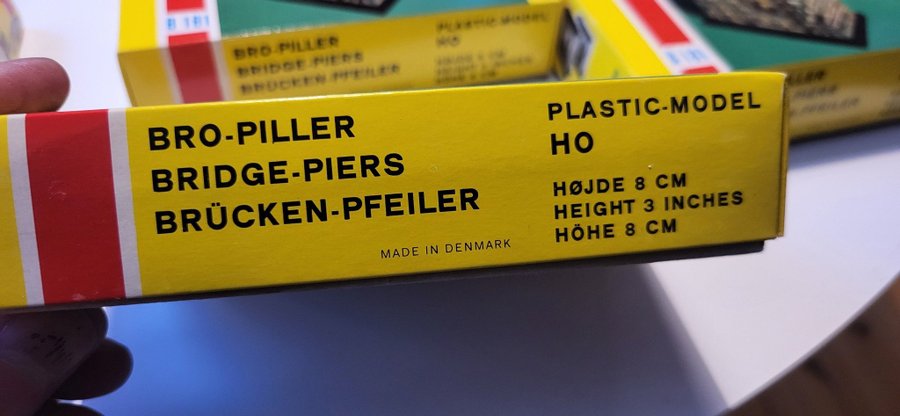 B 181
BRO-PILLER
BRIDGE-PIERS
BRÜCKEN-PFEILER
PLASTIC-MODEL
HO
BRO-PILLER
BRIDGE-PIERS
BRÜCKEN-PFEILER
MADE IN DENMARK
PLASTIC-MODEL
HO
HØJDE 8 CM
HEIGHT 3 INCHES
HÖHE 8 CM